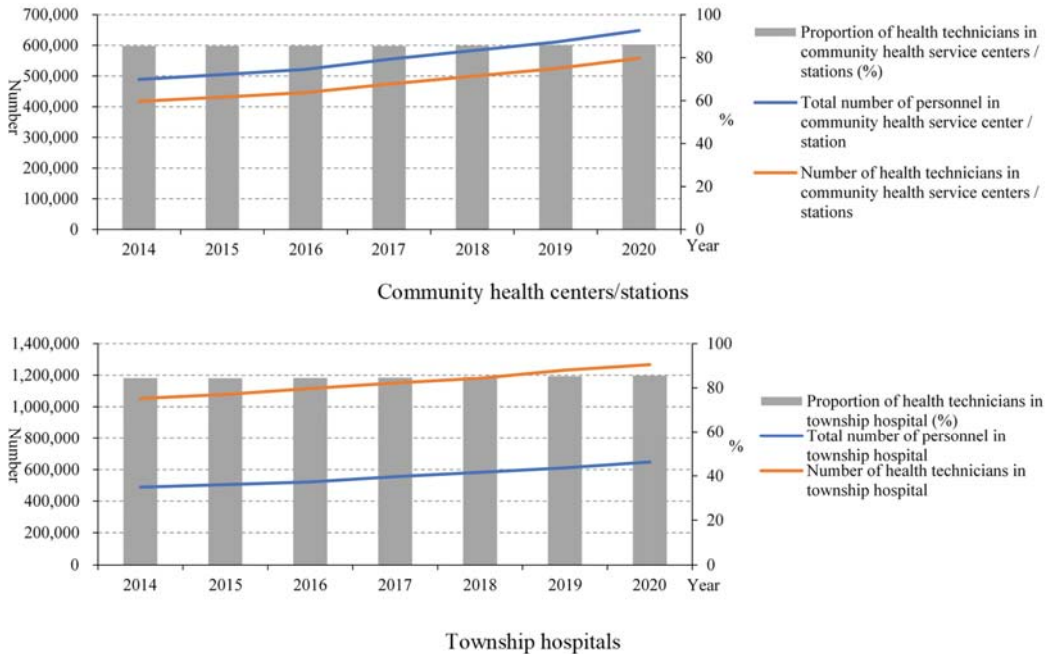 700,000
600,000
500,000
400,000
300,000
200,000
100,000
0
Number
100
80
60
40
20
0
%
2014 2015 2016 2017 2018 2019 2020 Year
Proportion of health technicians in
community health service centers
/ stations (%)
Total number of personnel in
community health service center /
station
Number of health technicians in
community health service centers /
stations
Community health centers/stations
1,400,000
1,200,000
1,000,000
800,000
600,000
400,000
200,000
0
Number
100
80
60
40
20
0
%
2014 2015 2016 2017 2018 2019 2020 Year
Proportion of health technicians in
township hospital (%)
Total number of personnel in
township hospital
Number of health technicians in
township hospital
Township hospitals